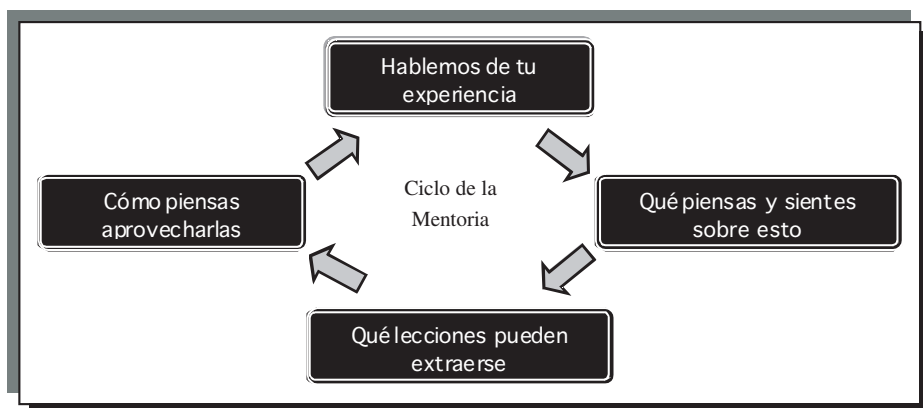 Hablemos de tu
experiencia
Ciclo de la
Mentoria
Cómo piensas
aprovecharlas
Qué piensas y sientes
sobre esto
Qué lecciones pueden
extraerse